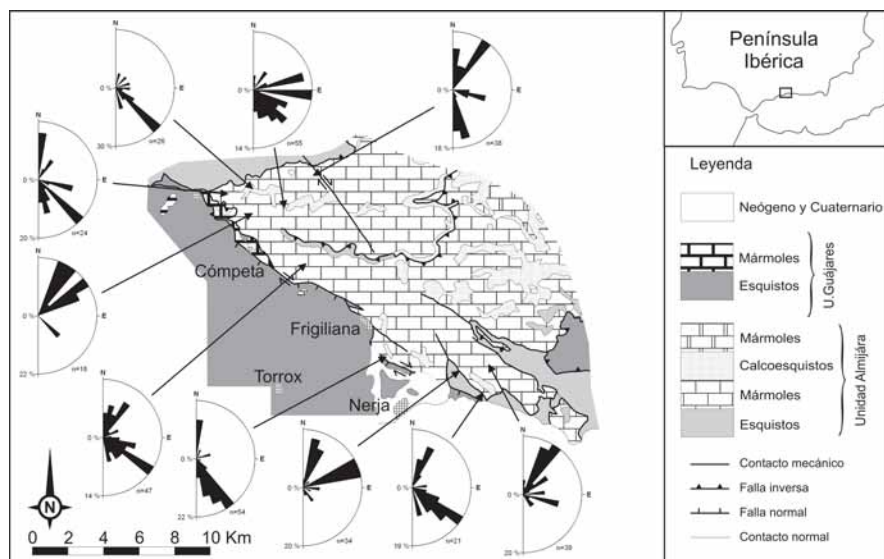 N
0 %
E
30 %
n=26
N
0 %
E
14 %
n=55
N
0 %
E
18 %
n=38
N
0 %
E
20 %
n=24
N
0 %
E
22 %
n=18
N
0 %
E
14 %
n=47
N
0 %
E
22 %
n=54
N
0 %
E
20 %
n=34
N
0 %
E
19 %
n=21
N
0 %
E
20 %
n=39
Cómpeta
Frigiliana
Torrox
Nerja
N
0 2 4 6 8 10 Km
Península
Ibérica
Leyenda
Neógeno y Cuaternario
Mármoles
Esquistos
U.Guájares
Mármoles
Calcoesquistos
Mármoles
Esquistos
Unidad Almijára
Contacto mecánico
Falla inversa
Falla normal
Contacto normal